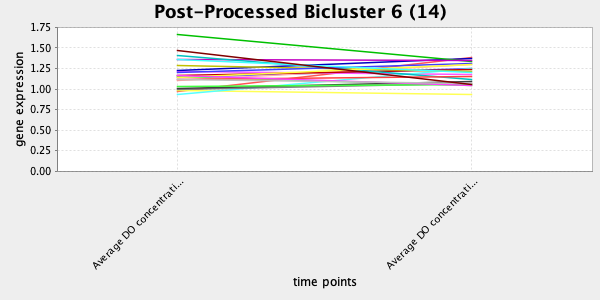 Post-Processed Bicluster 6 (14)
gene expression
1.75
1.50
1.25
1.00
0.75
0.50
0.25
0.00
Average DO concentrati...
Average DO concentrati...
time points